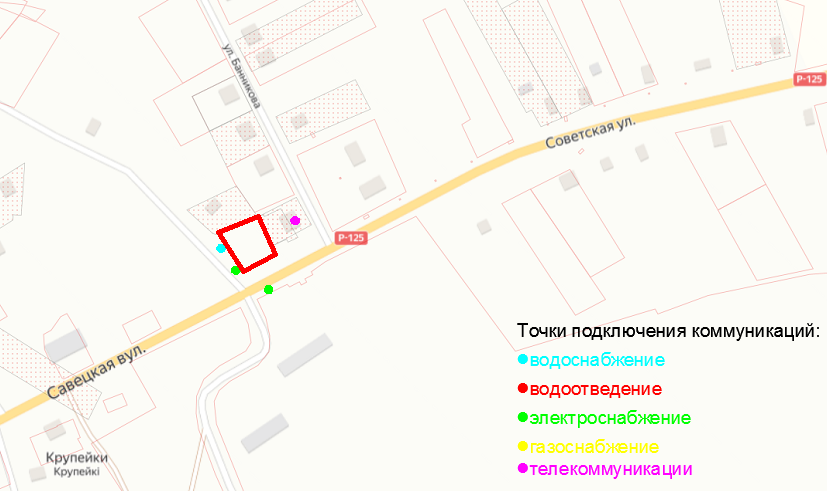 P-125
ул. Банникова
Советская ул.
P-125
Савецкая вул.
Точки подключения коммуникаций:
водоснабжение
водоотведение
электроснабжение
газоснабжение
телекоммуникации
Крупейки
Крупейкі